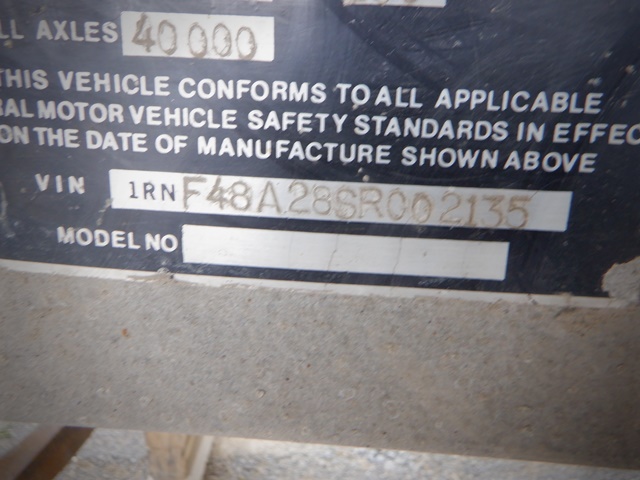 LL AXLES 40000
THIS VEHICLE CONFORMS TO ALL APPLICABLE
RAL MOTOR VEHICLE SAFETY STANDARDS IN EFFEC
ON THE DATE OF MANUFACTURE SHOWN ABOVE
VIN 1RNF48A28SR002135
MODEL NO